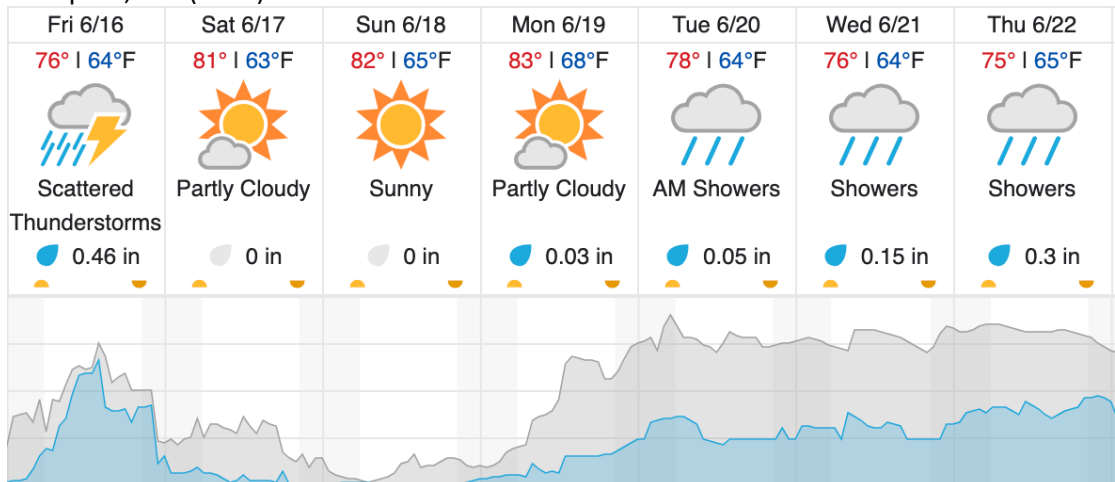 Fri 6/16
Sat 6/17
Sun 6/18
Mon 6/19
Tue 6/20
Wed 6/21
Thu 6/22
76° | 64°F
81° | 63°F
82° | 65°F
83° | 68°F
78° | 64°F
76° | 64°F
75° | 65°F
Scattered
Thunderstorms
Partly Cloudy
Sunny
Partly Cloudy
AM Showers
Showers
Showers
0.46 in
0 in
0 in
0.03 in
0.05 in
0.15 in
0.3 in